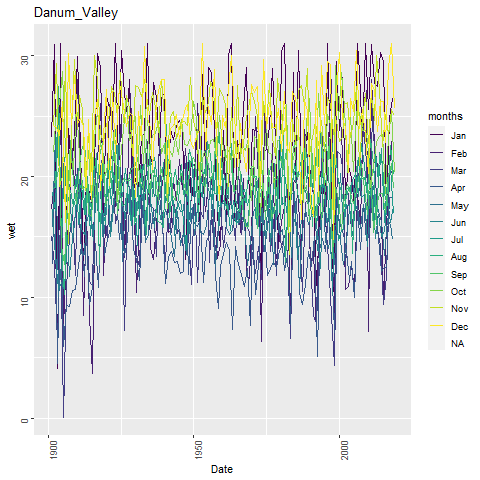 Danum_Valley
wet
30
20
10
0
1900
1950
2000
Date
months
Jan
Feb
Mar
Apr
May
Jun
Jul
Aug
Sep
Oct
Nov
Dec
NA